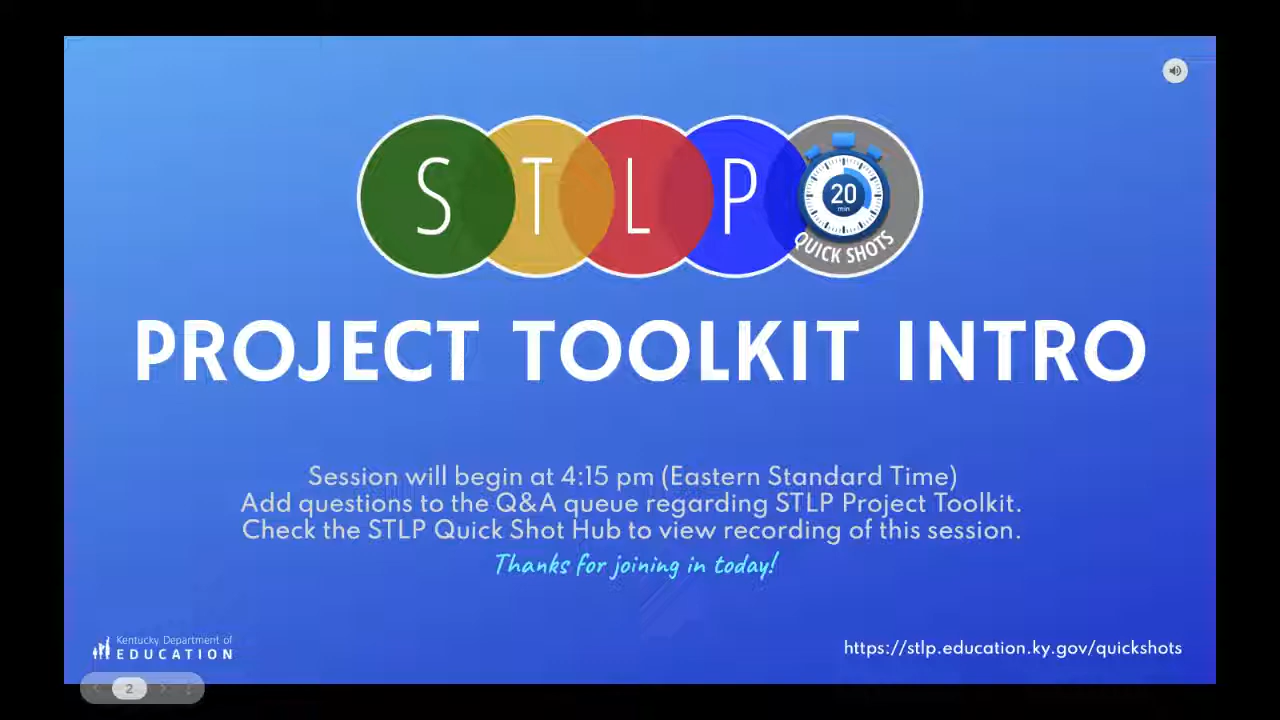 STLP
20
min
QUICK SHOTS
PROJECT TOOLKIT INTRO
Session will begin at 4:15 pm (Eastern Standard Time)
Add questions to the Q&A queue regarding STLP Project Toolkit.
Check the STLP Quick Shot Hub to view recording of this session.
Thanks for joining in today!
Kentucky Department of
EDUCATION
https://stlp.education.ky.gov/quickshots
2